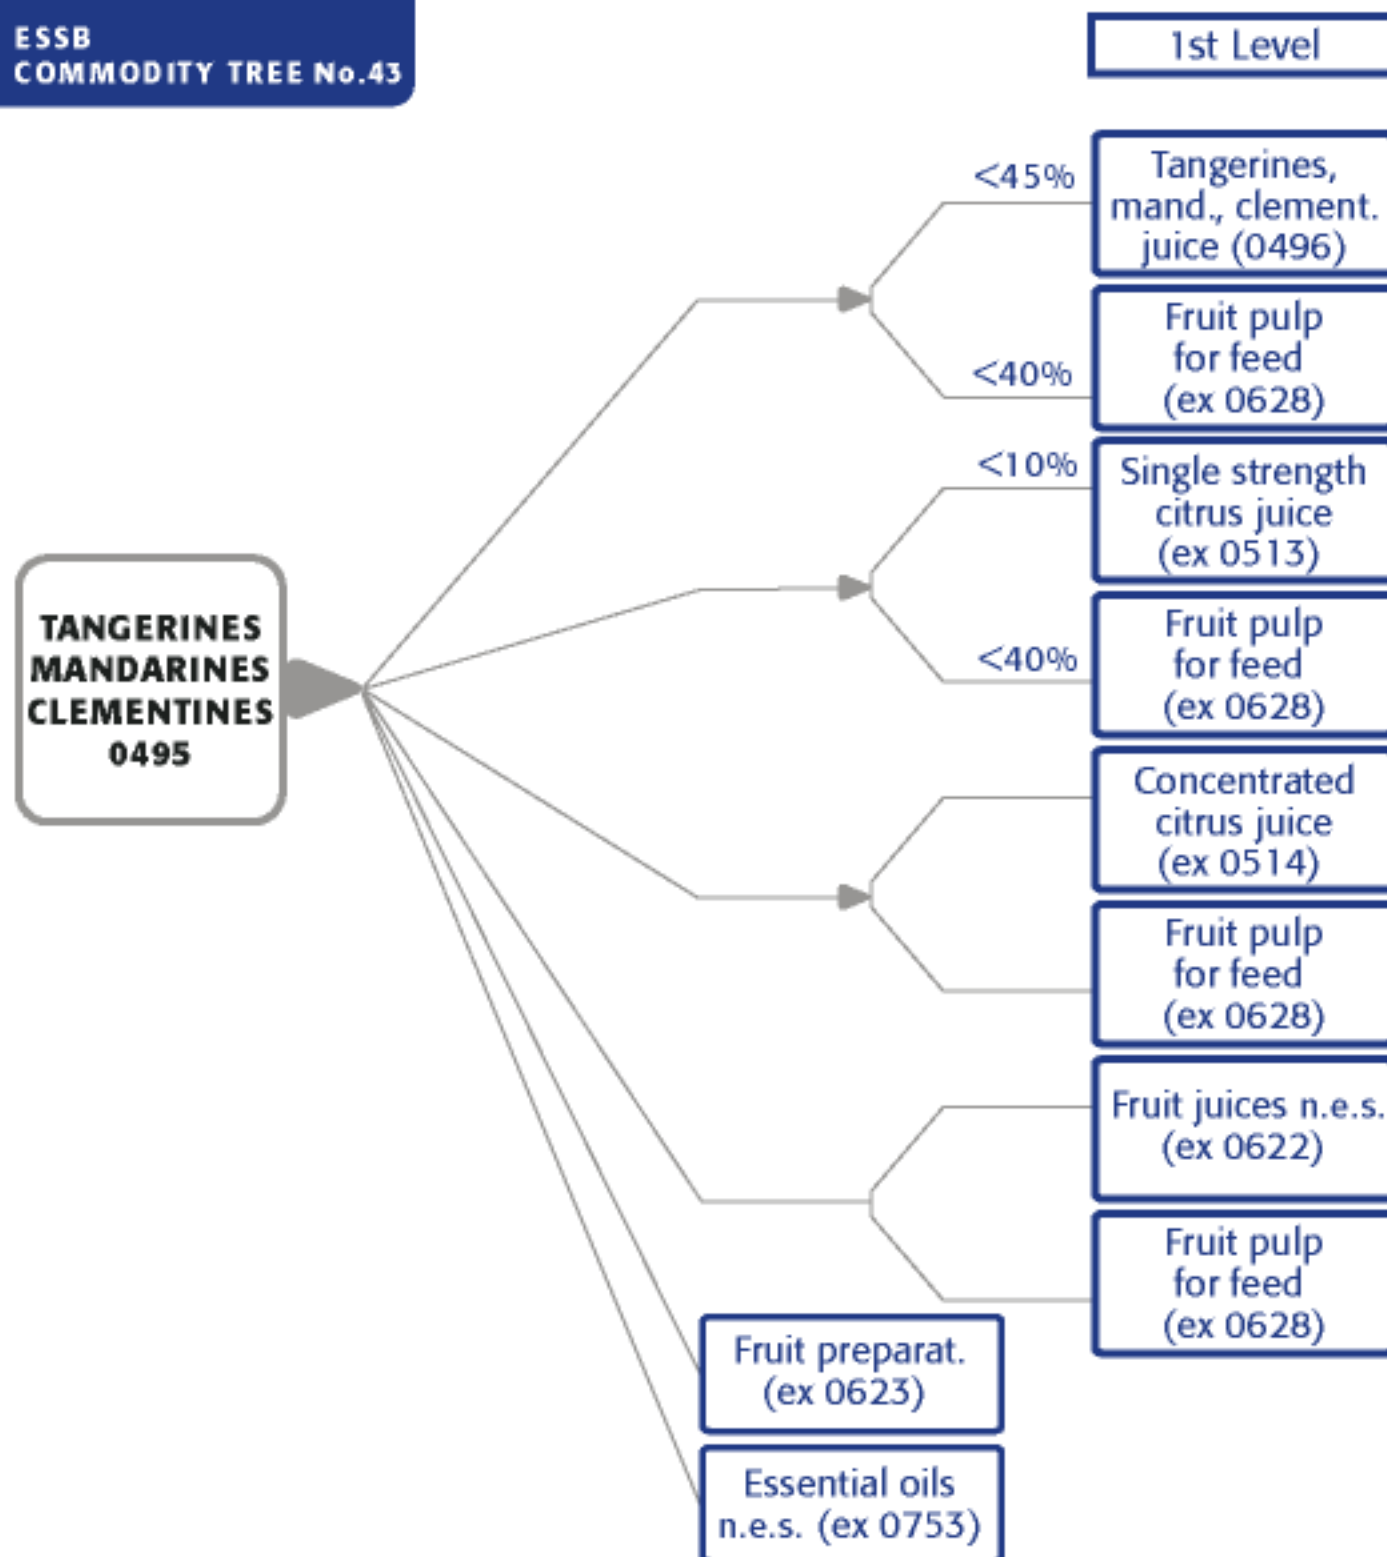 ESSB
COMMODITY TREE No.43
1st Level
<45%
Tangerines,
mand., clement.
juice (0496)
<40%
Fruit pulp
for feed
(ex 0628)
<10%
Single strength
citrus juice
(ex 0513)
<40%
Fruit pulp
for feed
(ex 0628)
TANGERINES
MANDARINES
CLEMENTINES
0495
Concentrated
citrus juice
(ex 0514)
Fruit pulp
for feed
(ex 0628)
Fruit juices n.e.s.
(ex 0622)
Fruit pulp
for feed
(ex 0628)
Fruit preparat.
(ex 0623)
Essential oils
n.e.s. (ex 0753)